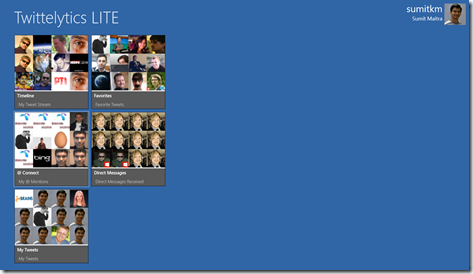 Twittelytics LITE
sumitkm
Sumit Maitra
Timeline
My Tweet Stream
Favorites
Favorite Tweets
@ Connect
My @ Mentions
Direct Messages
Direct Messages Received
My Tweets
My Tweets